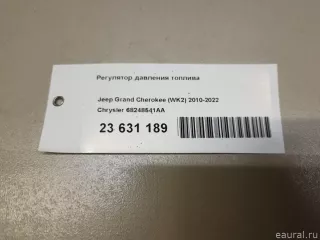 Регулятор давления топлива
Jeep Grand Cherokee (WK2) 2010-2022
Chrysler 68248641AA
23 631 189
eaural.ru